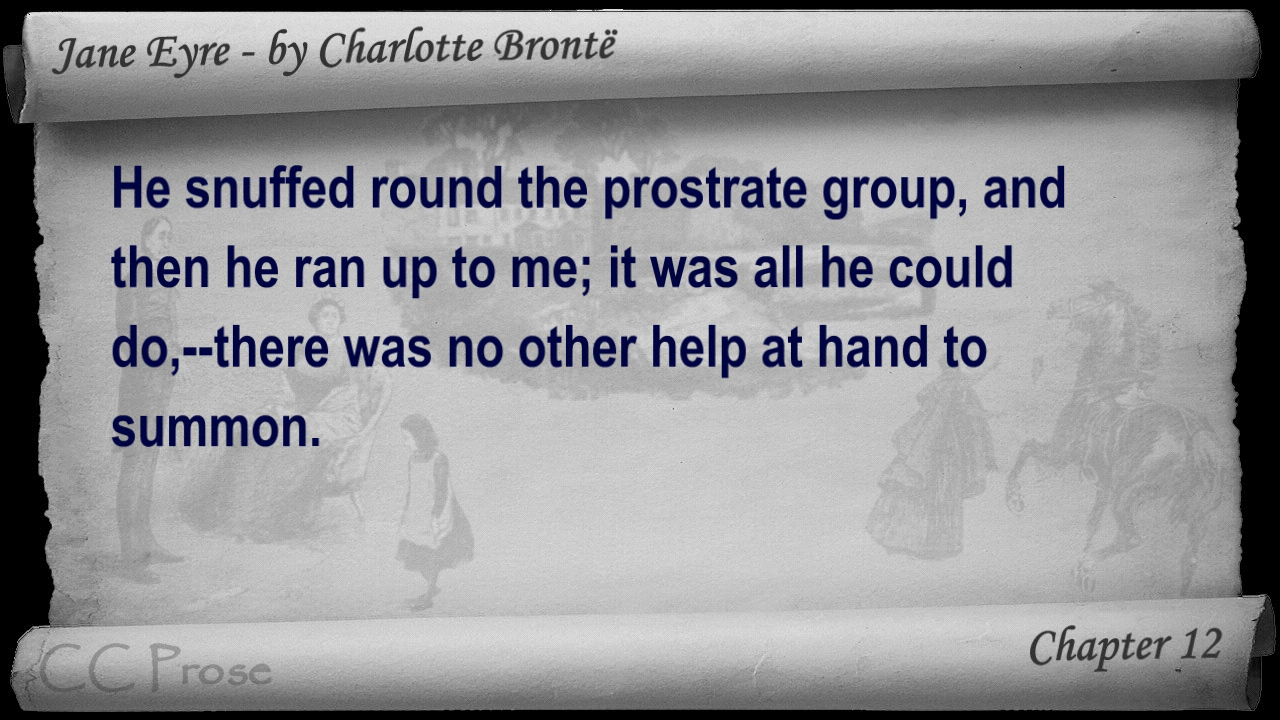 Jane Eyre - by Charlotte Brontë
He snuffed round the prostrate group, and
then he ran up to me; it was all he could
do,--there was no other help at hand to
summon.
CC Prose
Chapter 12